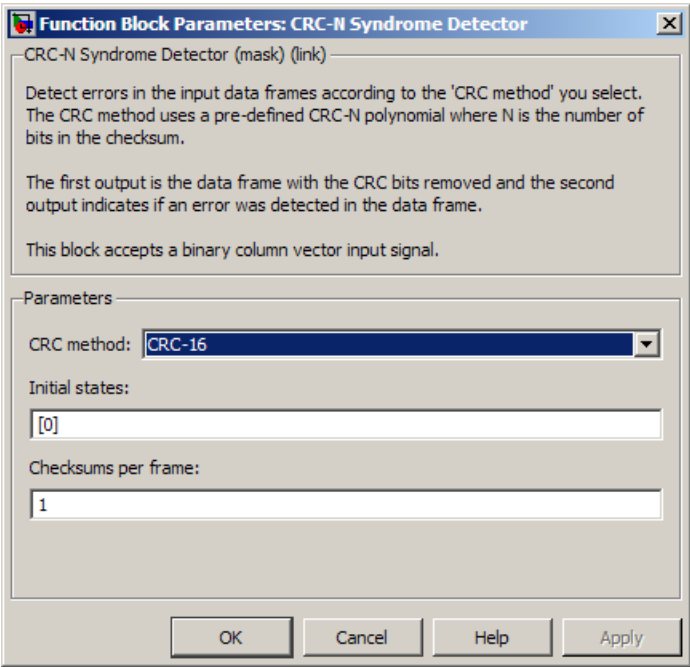 Function Block Parameters: CRC-N Syndrome Detector
CRC-N Syndrome Detector (mask) (link)
Detect errors in the input data frames according to the 'CRC method' you select.
The CRC method uses a pre-defined CRC-N polynomial where N is the number of
bits in the checksum.
The first output is the data frame with the CRC bits removed and the second
output indicates if an error was detected in the data frame.
This block accepts a binary column vector input signal.
Parameters
CRC method: CRC-16
Initial states:
[0]
Checksums per frame:
1
OK Cancel Help Apply